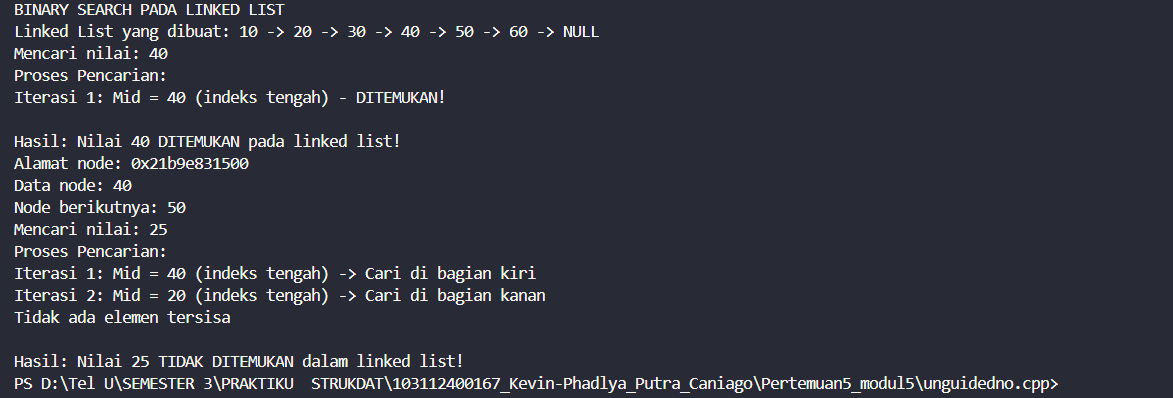 BINARY SEARCH PADA LINKED LIST
Linked List yang dibuat: 10 -> 20 -> 30 -> 40 -> 50 -> 60 -> NULL
Mencari nilai: 40
Proses Pencarian:
Iterasi 1: Mid = 40 (indeks tengah) - DITEMUKAN!
Hasil: Nilai 40 DITEMUKAN pada linked list!
Alamat node: 0x21b9e831500
Data node: 40
Node berikutnya: 50
Mencari nilai: 25
Proses Pencarian:
Iterasi 1: Mid = 40 (indeks tengah) -> Cari di bagian kiri
Iterasi 2: Mid = 20 (indeks tengah) -> Cari di bagian kanan
Tidak ada elemen tersisa
Hasil: Nilai 25 TIDAK DITEMUKAN dalam linked list!
PS D:\Tel U\SEMESTER 3\PRAKTIKU  STRUKDAT\103112400167_Kevin-Phadlya_Putra_Caniago\Pertemuan5_modul5\unguidedno.cpp>